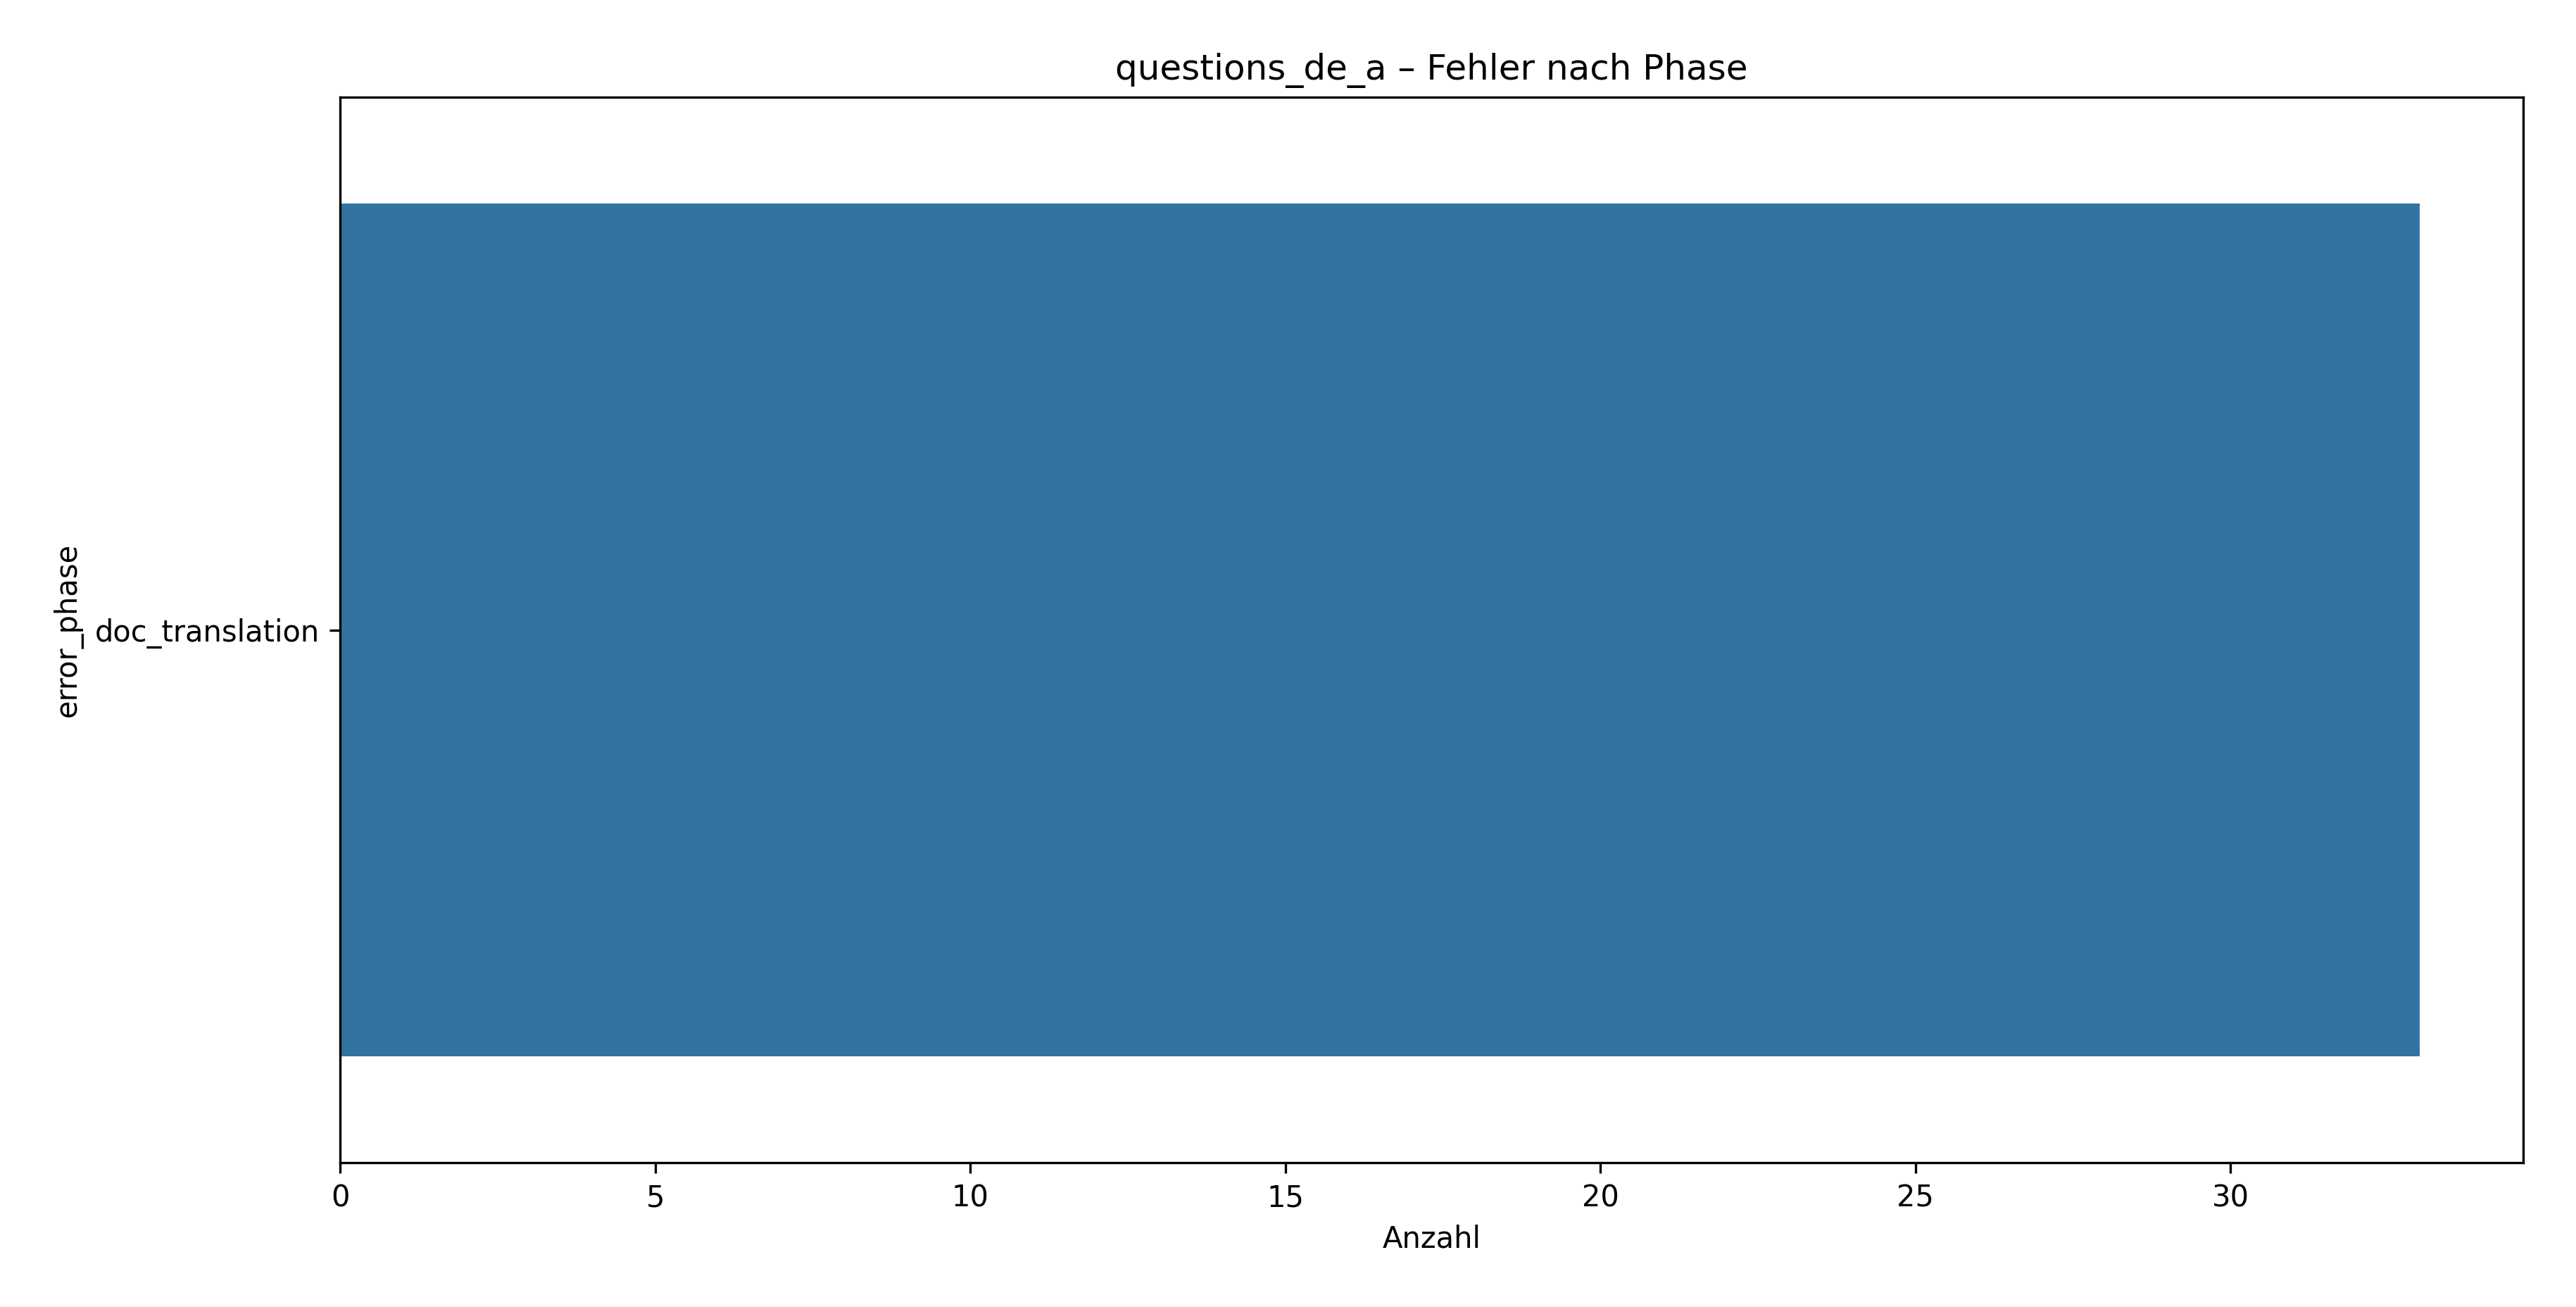 questions_de_a – Fehler nach Phase
error_phase
doc_translation
0 5 10 15 20 25 30
Anzahl